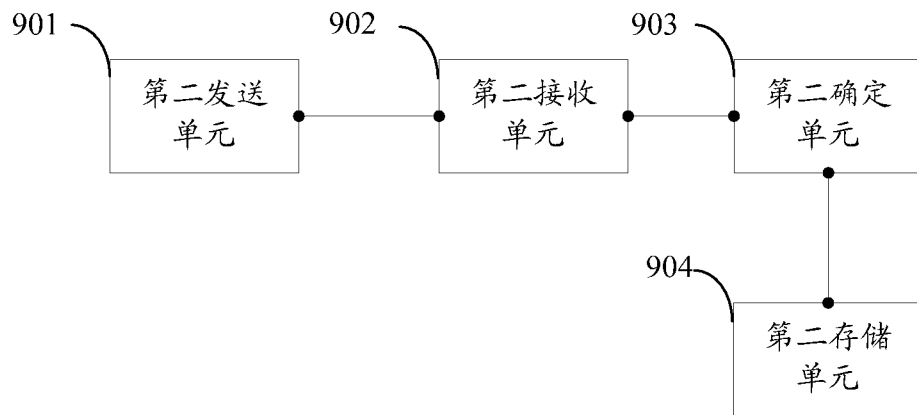 901
902
903
第二发送
单元
第二接收
单元
第二确定
单元
904
第二存储
单元